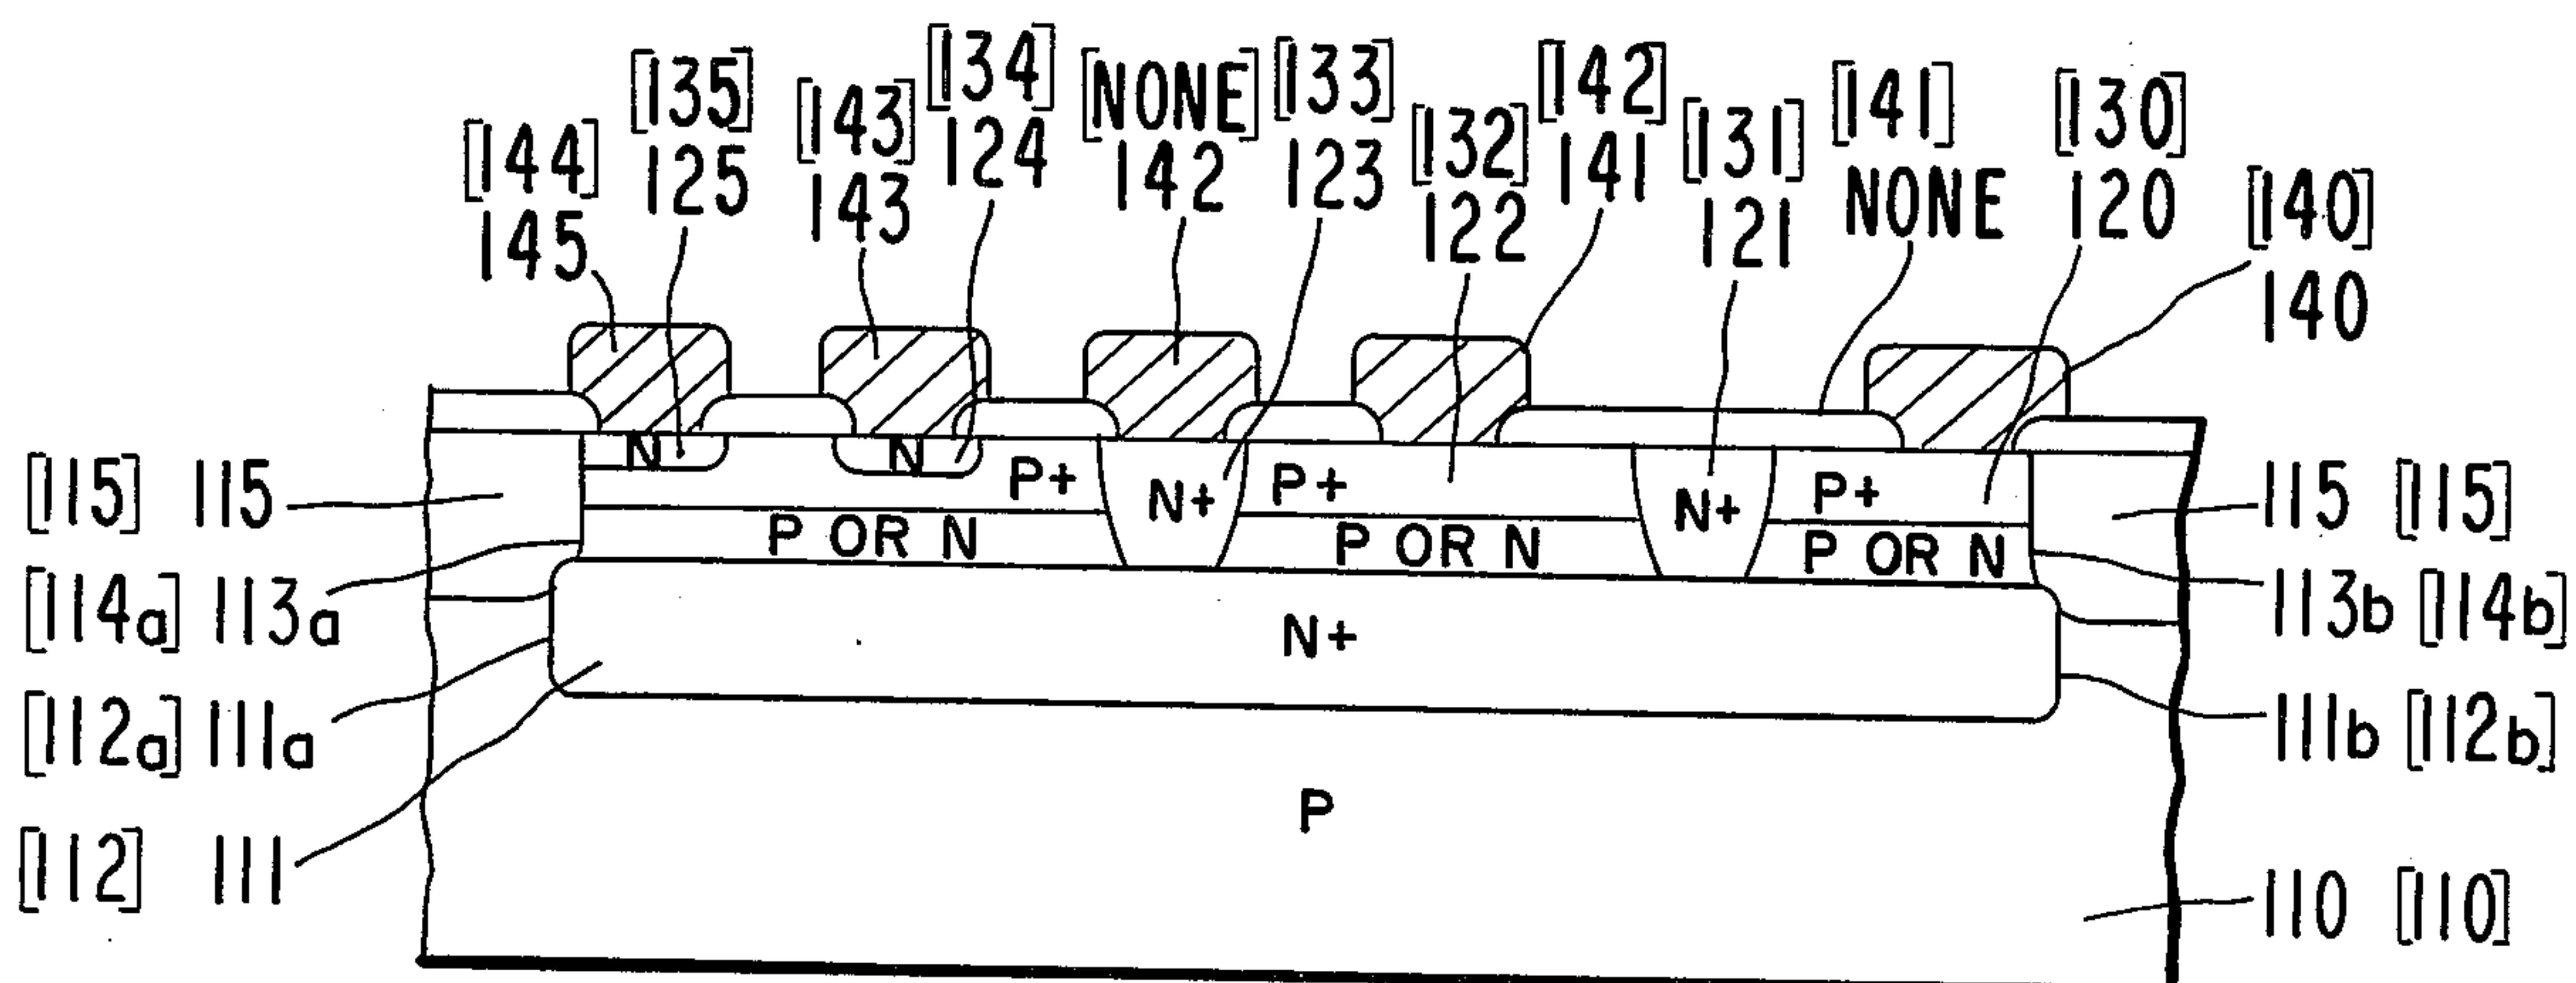 [144]
145
[135]
125
[143]
143
[134]
124
[NONE]
142
[133]
123
[132]
122
[142]
141
[131]
121
[141]
NONE
[130]
120
[140]
140
N
N
P+
N+
P+
N+
P+
P OR N
P OR N
P OR N
N+
P
[115] 115
[114a] 113a
[112a] 111a
[112] 111
115 [115]
113b [114b]
111b [112b]
110 [110]